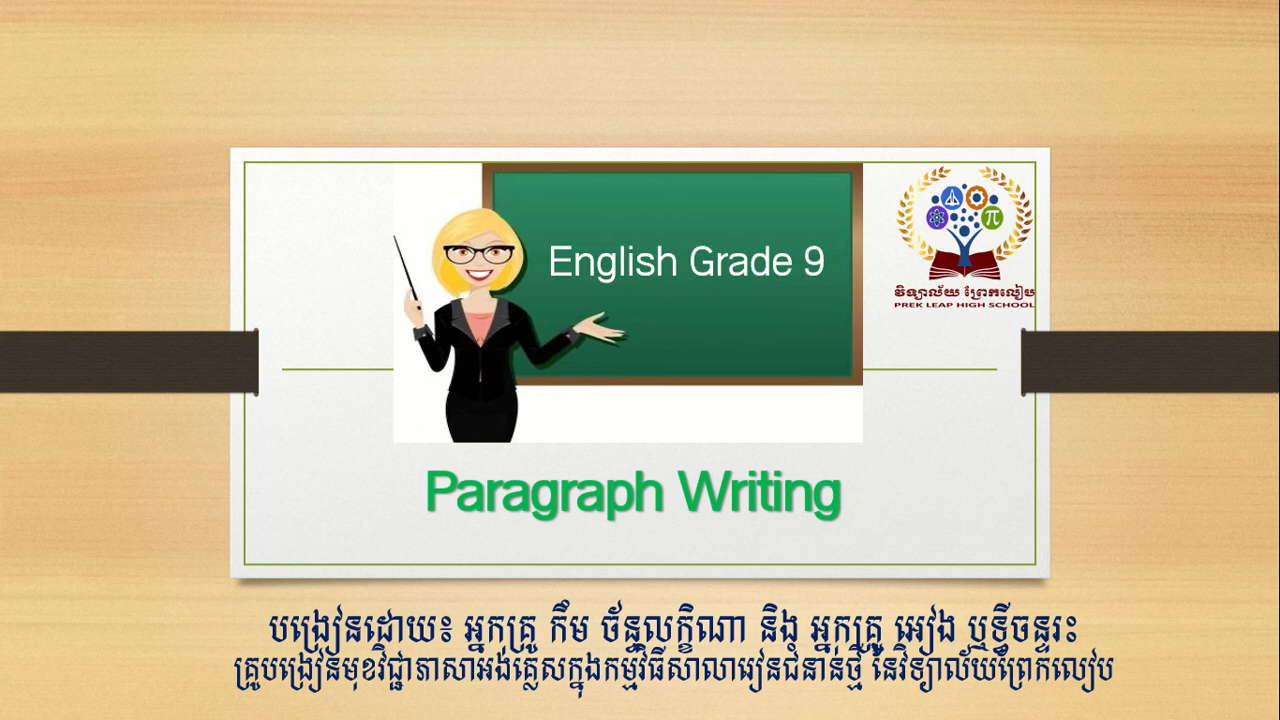 English Grade 9
វិទ្យាល័យ ព្រែកលៀប
PREK LEAP HIGH SCHOOL
Paragraph Writing
បង្រៀនដោយ៖ អ្នកគ្រូ កឹម ច័ន្ទលក្ខិណា និង អ្នកគ្រូ អៀង ឬទ្ធីចន្ទរះ
គ្រូបង្រៀនមុខវិជ្ជាភាសាអង់គ្លេសក្នុងកម្មវិធីសាលារៀនជំនាន់ថ្មី នៃវិទ្យាល័យព្រែកលៀប